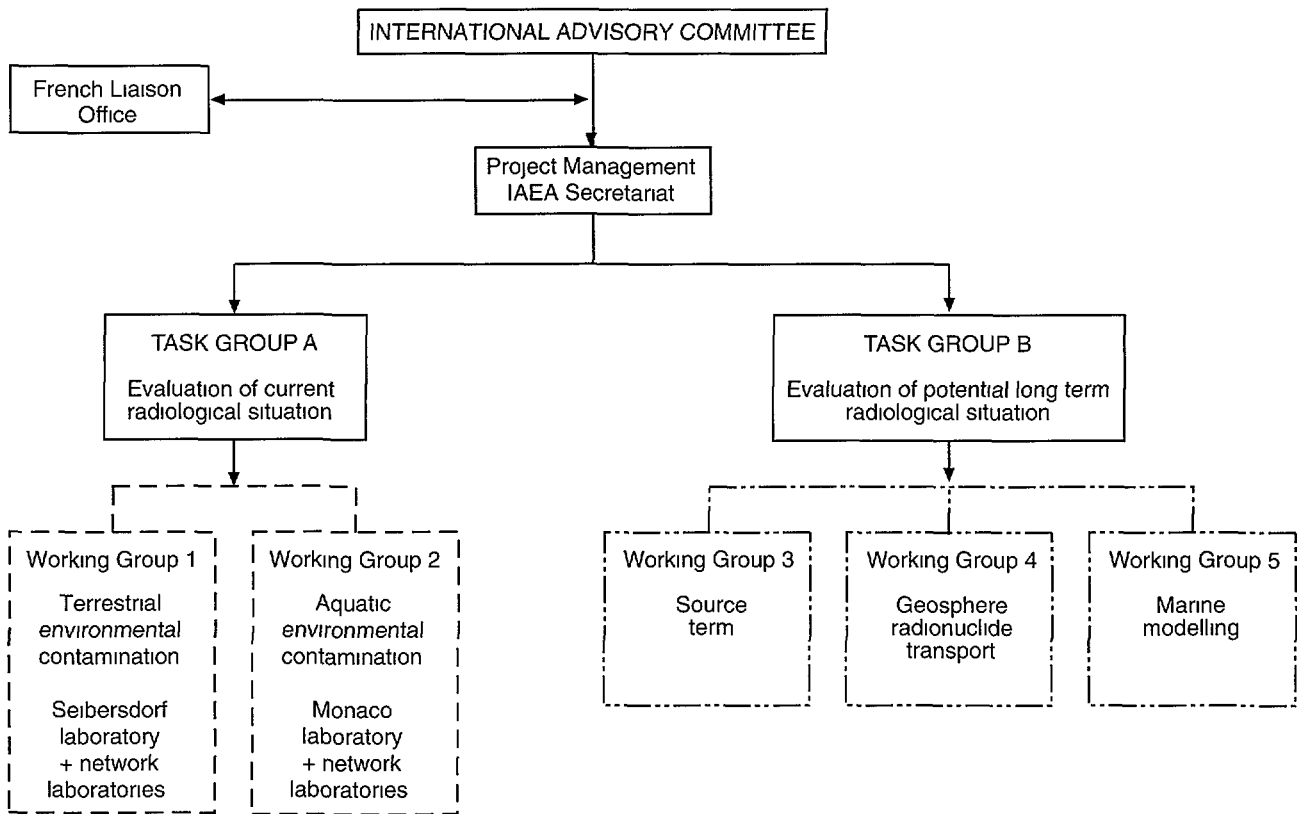 INTERNATIONAL ADVISORY COMMITTEE
French Liaison
Office
Project Management
IAEA Secretariat
TASK GROUP A
Evaluation of current
radiological situation
TASK GROUP B
Evaluation of potential long term
radiological situation
Working Group 1
Terrestrial
environmental
contamination
Seibersdorf
laboratory
+ network
laboratories
Working Group 2
Aquatic
environmental
contamination
Monaco
laboratory
+ network
laboratories
Working Group 3
Source
term
Working Group 4
Geosphere
radionuclide
transport
Working Group 5
Marine
modelling